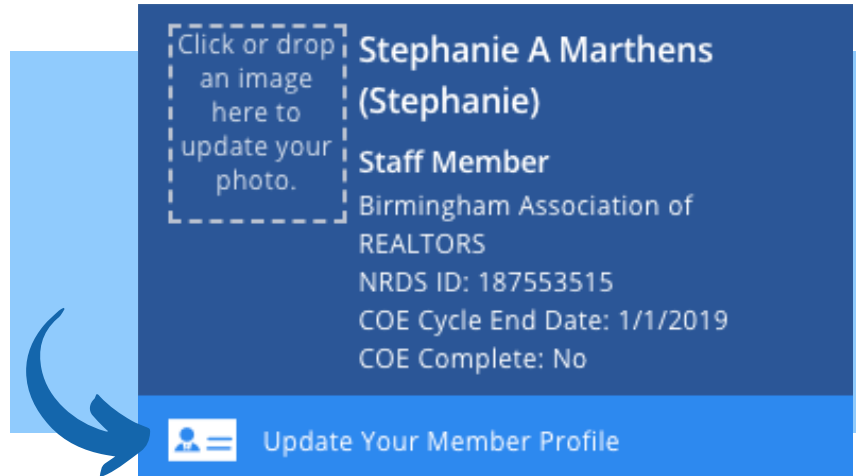 Click or drop
an image
here to
update your
photo.
Stephanie A Marthens
(Stephanie)
Staff Member
Birmingham Association of
REALTORS
NRDS ID: 187553515
COE Cycle End Date: 1/1/2019
COE Complete: No
Update Your Member Profile